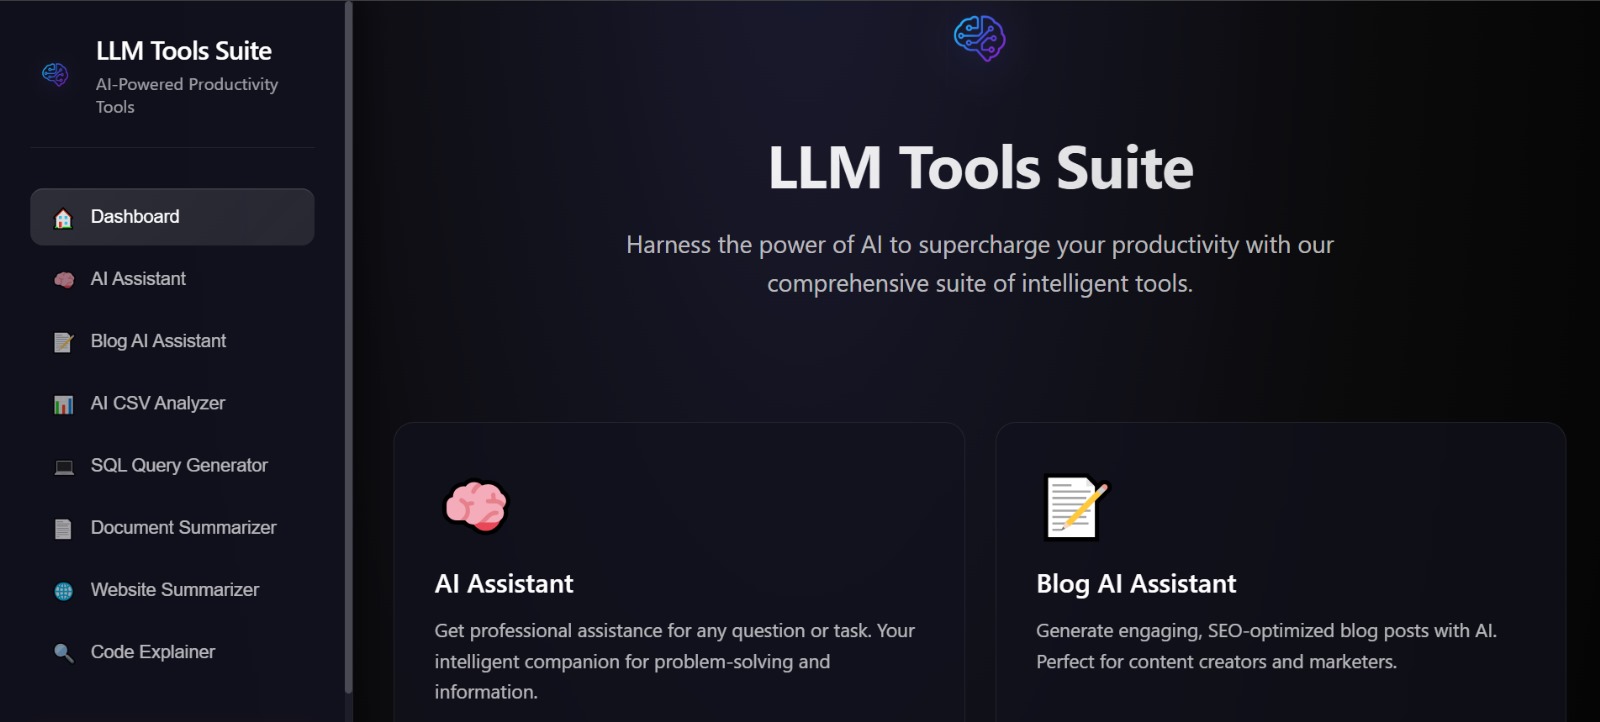 LLM Tools Suite
AI-Powered Productivity
Tools
Dashboard
AI Assistant
Blog AI Assistant
AI CSV Analyzer
SQL Query Generator
Document Summarizer
Website Summarizer
Code Explainer
LLM Tools Suite
Harness the power of AI to supercharge your productivity with our
comprehensive suite of intelligent tools.
AI Assistant
Get professional assistance for any question or task. Your
intelligent companion for problem-solving and
information.
Blog AI Assistant
Generate engaging, SEO-optimized blog posts with AI.
Perfect for content creators and marketers.